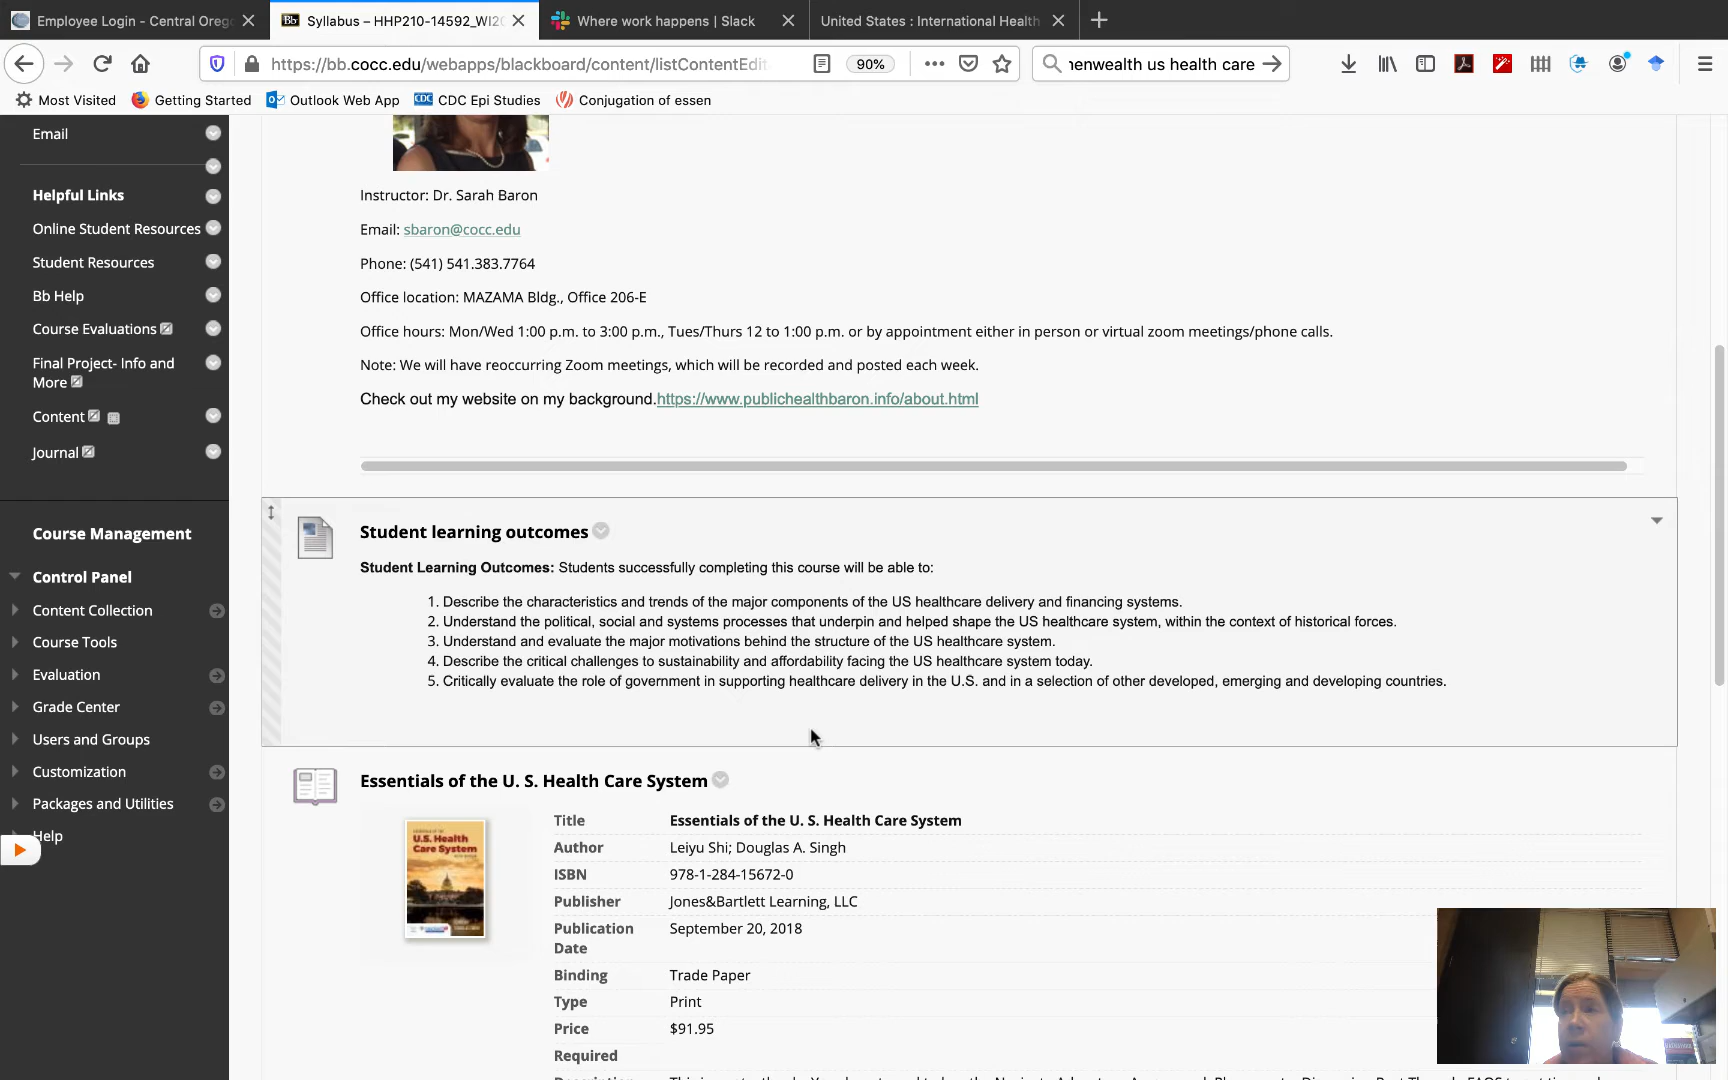 Employee Login - Central Orego
Bb Syllabus – HHP210-14592_WI20
Where work happens | Slack
United States : International Health
https://bb.cocc.edu/webapps/blackboard/content/listContentEdit
90%
nenwealth us health care
Most Visited
Getting Started
Outlook Web App
CDC CDC Epi Studies
Conjugation of essen
Email
Helpful Links
Online Student Resources
Student Resources
Bb Help
Course Evaluations
Final Project- Info and
More
Content
Journal
Course Management
Control Panel
Content Collection
Course Tools
Evaluation
Grade Center
Users and Groups
Customization
Packages and Utilities
Help
Instructor: Dr. Sarah Baron
Email: sbaron@cocc.edu
Phone: (541) 541.383.7764
Office location: MAZAMA Bldg., Office 206-E
Office hours: Mon/Wed 1:00 p.m. to 3:00 p.m., Tues/Thurs 12 to 1:00 p.m. or by appointment either in person or virtual zoom meetings/phone calls.
Note: We will have reoccurring Zoom meetings, which will be recorded and posted each week.
Check out my website on my background.https://www.publichealthbaron.info/about.html
Student learning outcomes
Student Learning Outcomes: Students successfully completing this course will be able to:
1. Describe the characteristics and trends of the major components of the US healthcare delivery and financing systems.
2. Understand the political, social and systems processes that underpin and helped shape the US healthcare system, within the context of historical forces.
3. Understand and evaluate the major motivations behind the structure of the US healthcare system.
4. Describe the critical challenges to sustainability and affordability facing the US healthcare system today.
5. Critically evaluate the role of government in supporting healthcare delivery in the U.S. and in a selection of other developed, emerging and developing countries.
Essentials of the U. S. Health Care System
U.S. Health
Care System
Title Essentials of the U. S. Health Care System
Author Leiyu Shi; Douglas A. Singh
ISBN 978-1-284-15672-0
Publisher Jones&Bartlett Learning, LLC
Publication September 20, 2018
Date
Binding Trade Paper
Type Print
Price $91.95
Required